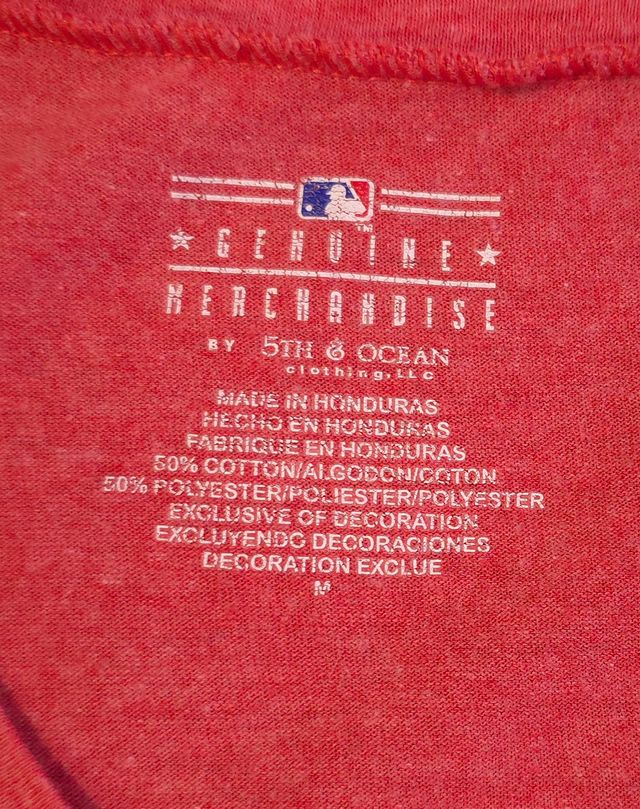 TM
GENUINE
MERCHANDISE
BY 5TH & OCEAN
clothing, LLC
MADE IN HONDURAS
HECHO EN HONDURAS
FABRIQUE EN HONDURAS
50% COTTON/ALGODON/COTON
50% POLYESTER/POLIESTER/POLYESTER
EXCLUSIVE OF DECORATION
EXCLUYENDO DECORACIONES
DECORATION EXCLUE
M